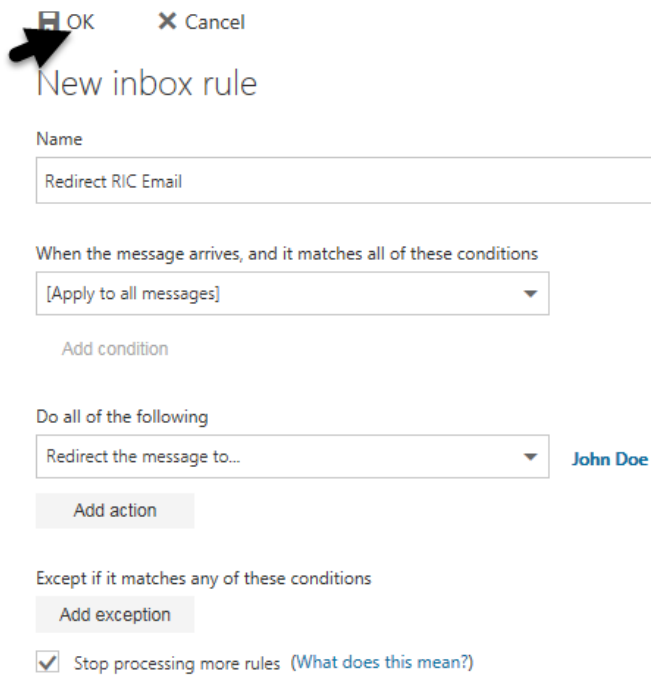 OK Cancel
New inbox rule
Name
Redirect RIC Email
When the message arrives, and it matches all of these conditions
[Apply to all messages]
Add condition
Do all of the following
Redirect the message to... John Doe
Add action
Except if it matches any of these conditions
Add exception
Stop processing more rules (What does this mean?)